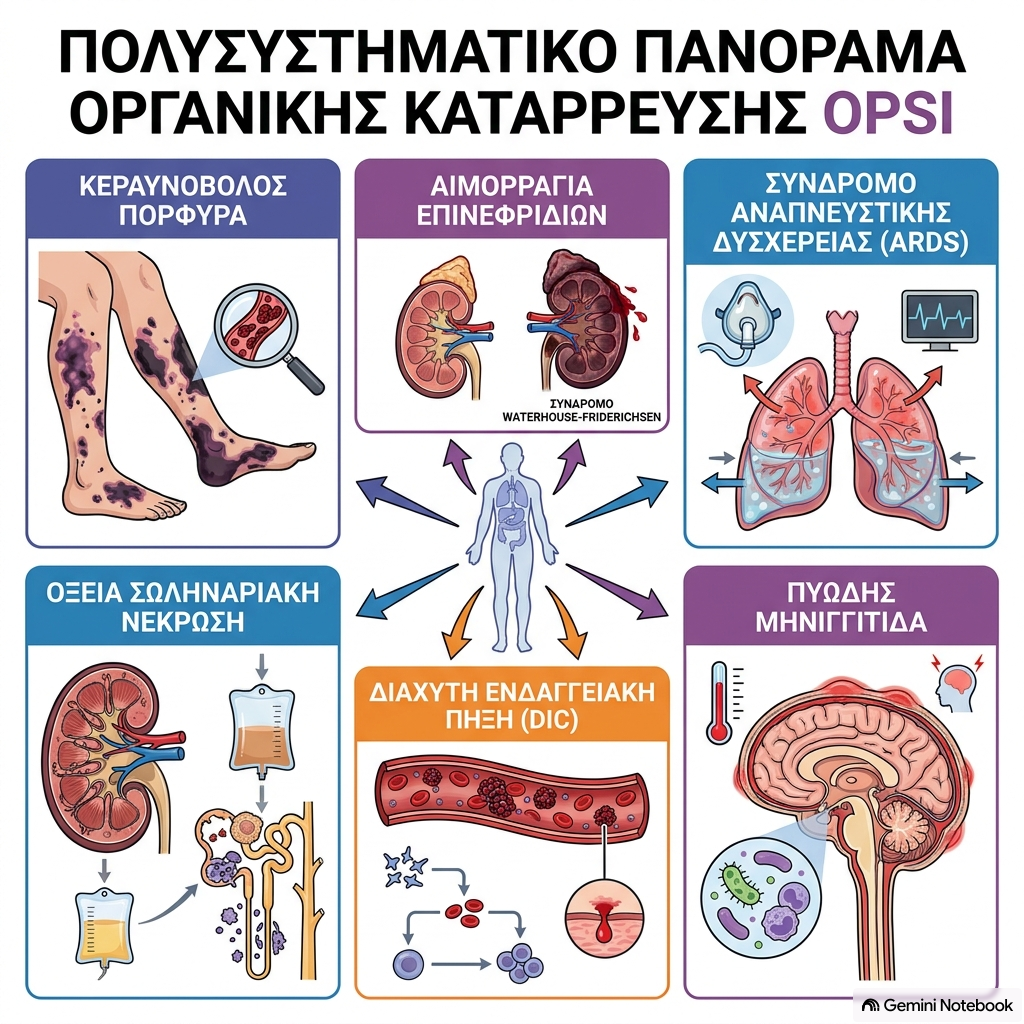 ΠΟΛΥΣΥΣΤΗΜΑΤΙΚΟ ΠΑΝΟΡΑΜΑ
ΟΡΓΑΝΙΚΗΣ ΚΑΤΑΡΡΕΥΣΗΣ OPSI
ΚΕΡΑΥΝΟΒΟΛΟΣ
ΠΟΡΦΥΡΑ
ΑΙΜΟΡΡΑΓΙΑ
ΕΠΙΝΕΦΡΙΔΙΩΝ
ΣΥΝΔΡΟΜΟ
WATERHOUSE-FRIDERICHSEN
ΣΥΝΔΡΟΜΟ
ΑΝΑΠΝΕΥΣΤΙΚΗΣ
ΔΥΣΧΕΡΕΙΑΣ (ARDS)
ΟΞΕΙΑ ΣΩΛΗΝΑΡΙΑΚΗ
ΝΕΚΡΩΣΗ
ΔΙΑΧΥΤΗ ΕΝΔΑΓΓΕΙΑΚΗ
ΠΗΞΗ (DIC)
ΠΥΩΔΗΣ
ΜΗΝΙΓΓΙΤΙΔΑ
Gemini Notebook